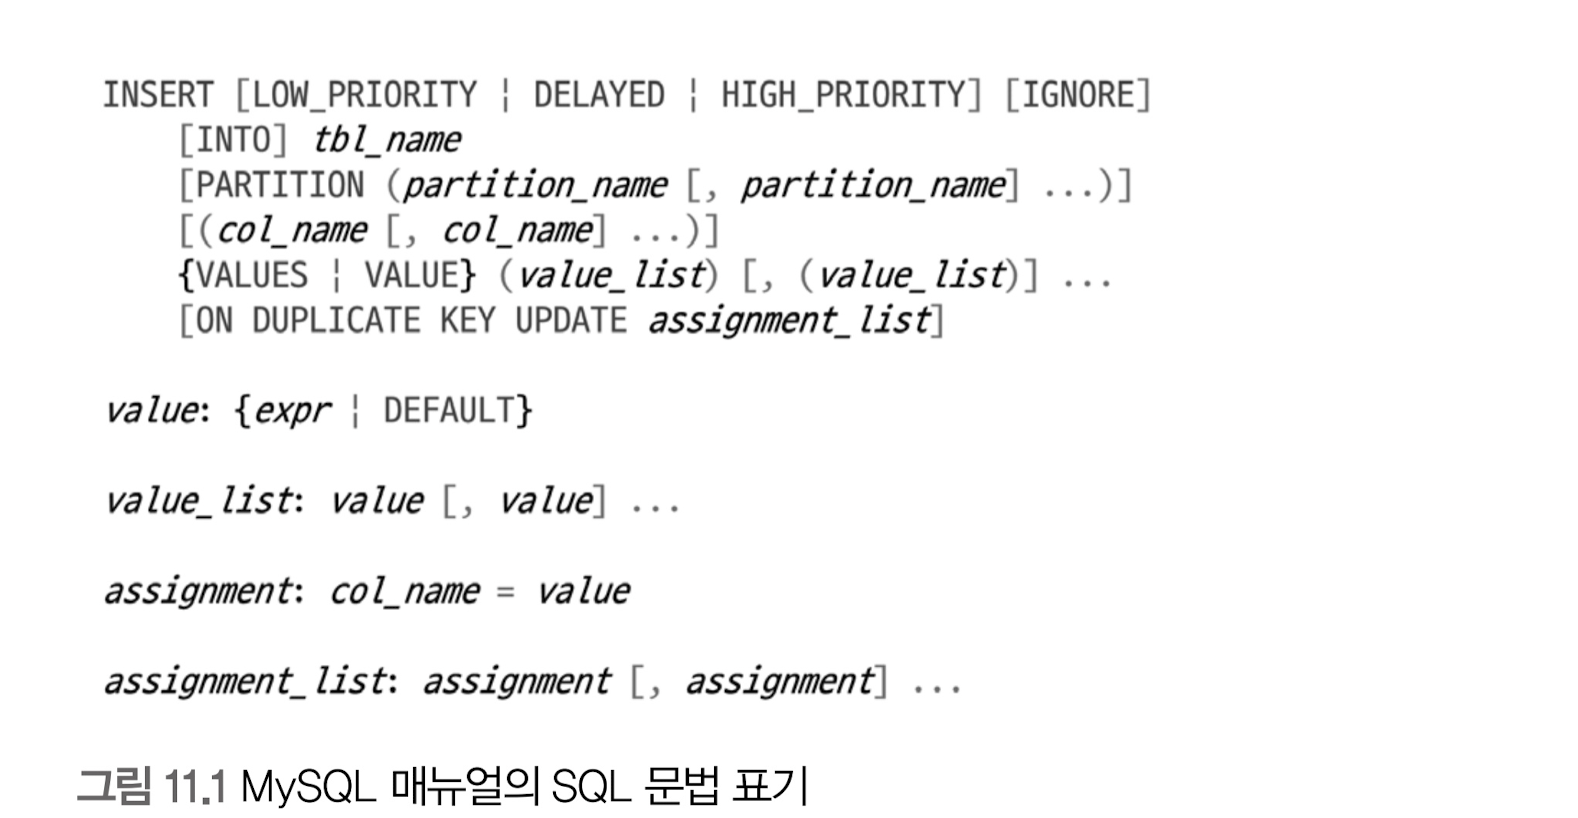 INSERT [LOW_PRIORITY ¦ DELAYED ¦ HIGH_PRIORITY] [IGNORE]
[INTO] tbl_name
[PARTITION (partition_name [, partition_name] ...)]
[(col_name [, col_name] ...)]
{VALUES ¦ VALUE} (value_list) [, (value_list)] ...
[ON DUPLICATE KEY UPDATE assignment_list]
value: {expr ¦ DEFAULT}
value_list: value [, value] ...
assignment: col_name = value
assignment_list: assignment [, assignment] ...
그림 11.1 MySQL 매뉴얼의 SQL 문법 표기